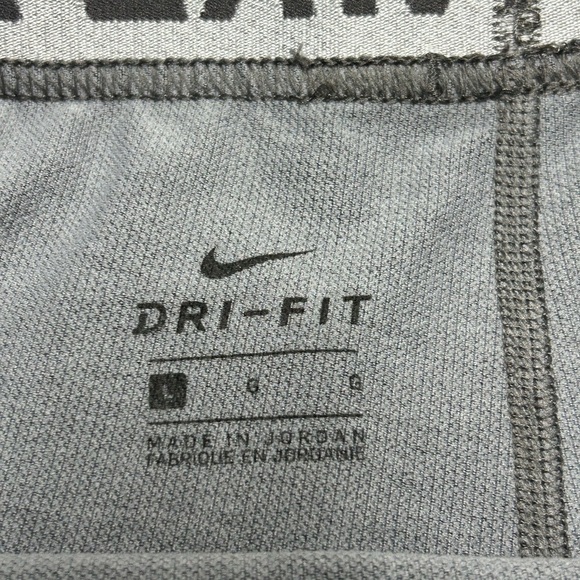 DRI-FIT
L G G
MADE IN JORDAN
FABRIQUE EN JORDANIE